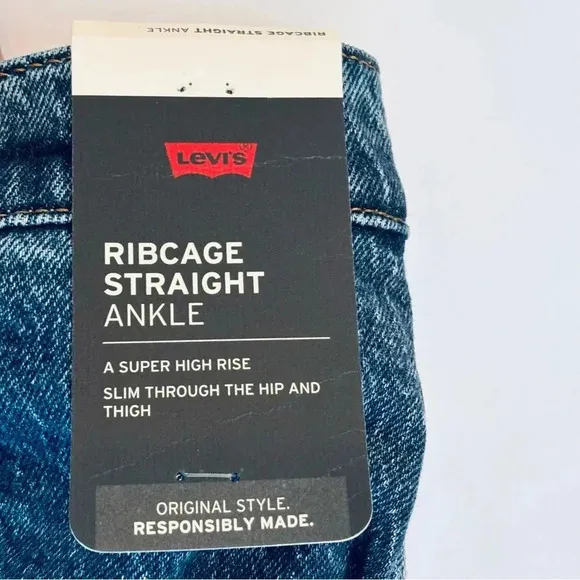 RIBCAGE STRAIGHT ANKLE
Levi's
RIBCAGE
STRAIGHT
ANKLE
A SUPER HIGH RISE
SLIM THROUGH THE HIP AND
THIGH
ORIGINAL STYLE.
RESPONSIBLY MADE.